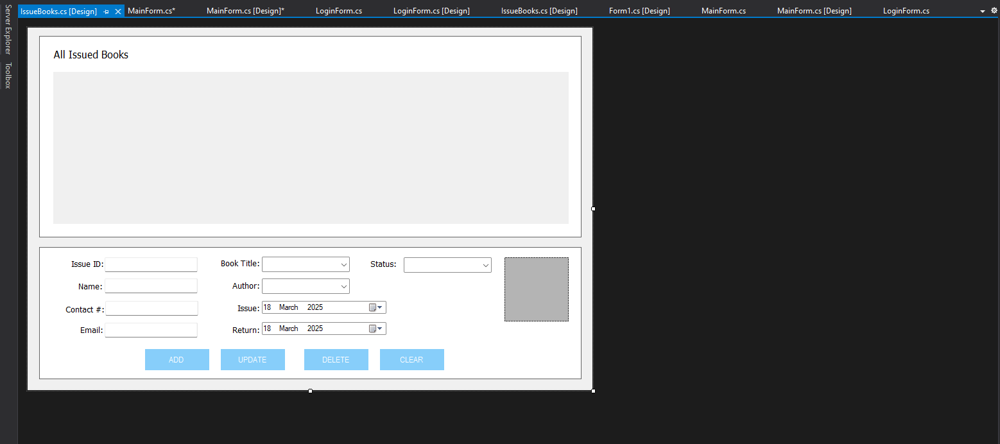 IssueBooks.cs [Design]
MainForm.cs*
MainForm.cs [Design]*
LoginForm.cs
LoginForm.cs [Design]
IssueBooks.cs [Design]
Form1.cs [Design]
MainForm.cs
MainForm.cs [Design]
LoginForm.cs
Server Explorer
Toolbox
All Issued Books
Issue ID:
Book Title:
Status:
Name:
Author:
Contact #:
Issue:
18 March 2025
Email:
Return:
18 March 2025
ADD
UPDATE
DELETE
CLEAR